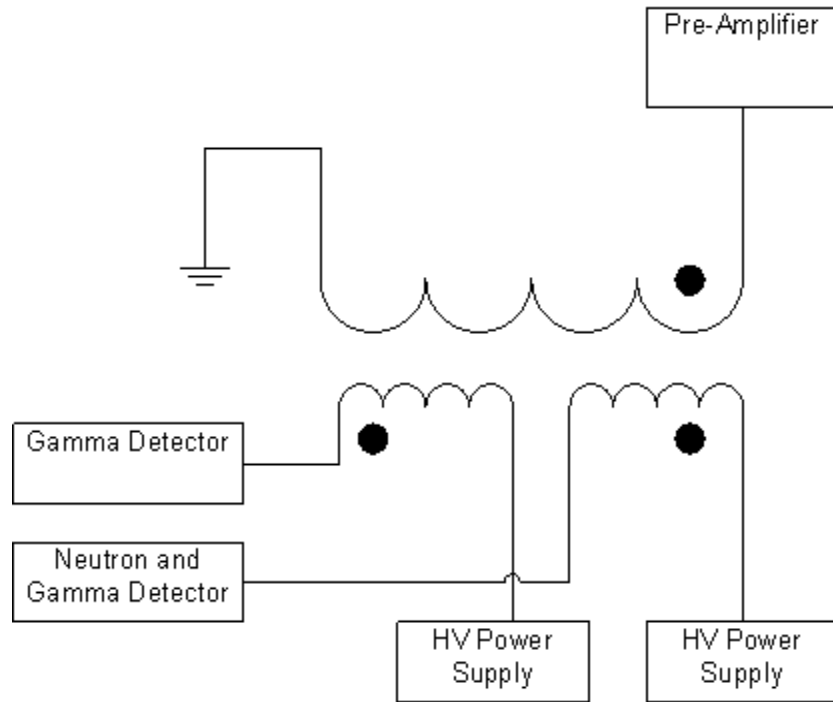 Pre-Amplifier
Gamma Detector
Neutron and
Gamma Detector
HV Power
Supply
HV Power
Supply